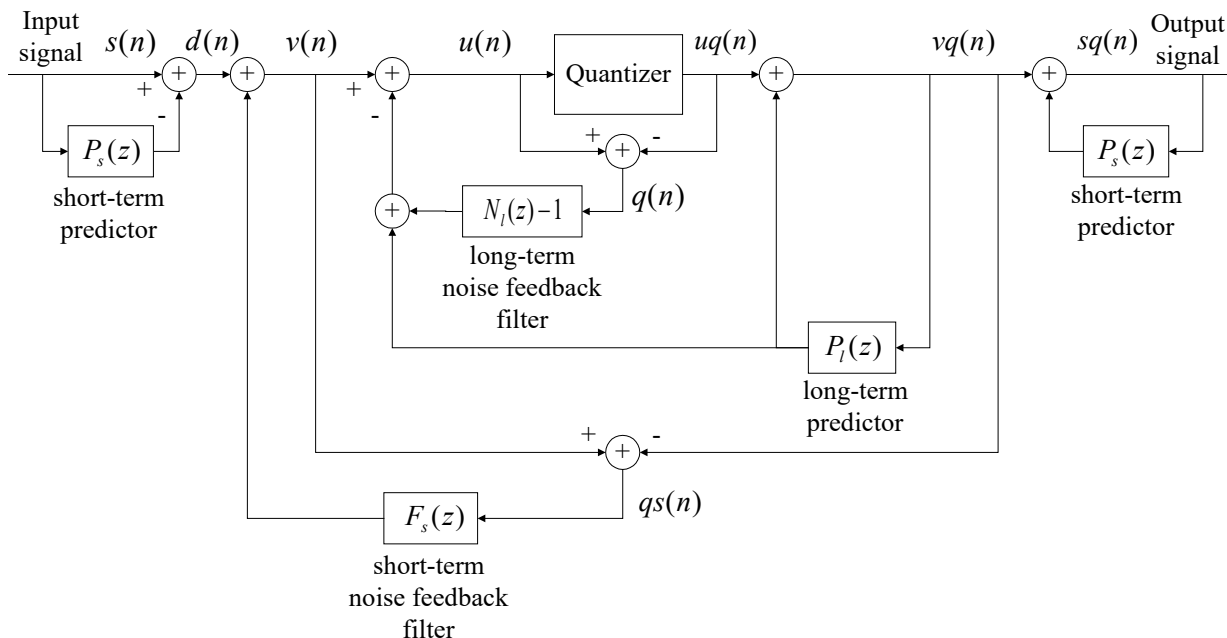 Input
signal
s(n)
d(n)
v(n)
u(n)
Quantizer
uq(n)
vq(n)
sq(n)
Output
signal
+
+
+
+
+
+
+
-
-
P_s(z)
short-term
predictor
+
-
+
q(n)
+
N_l(z)−1
long-term
noise feedback
filter
P_s(z)
short-term
predictor
P_l(z)
long-term
predictor
+
-
+
qs(n)
F_s(z)
short-term
noise feedback
filter